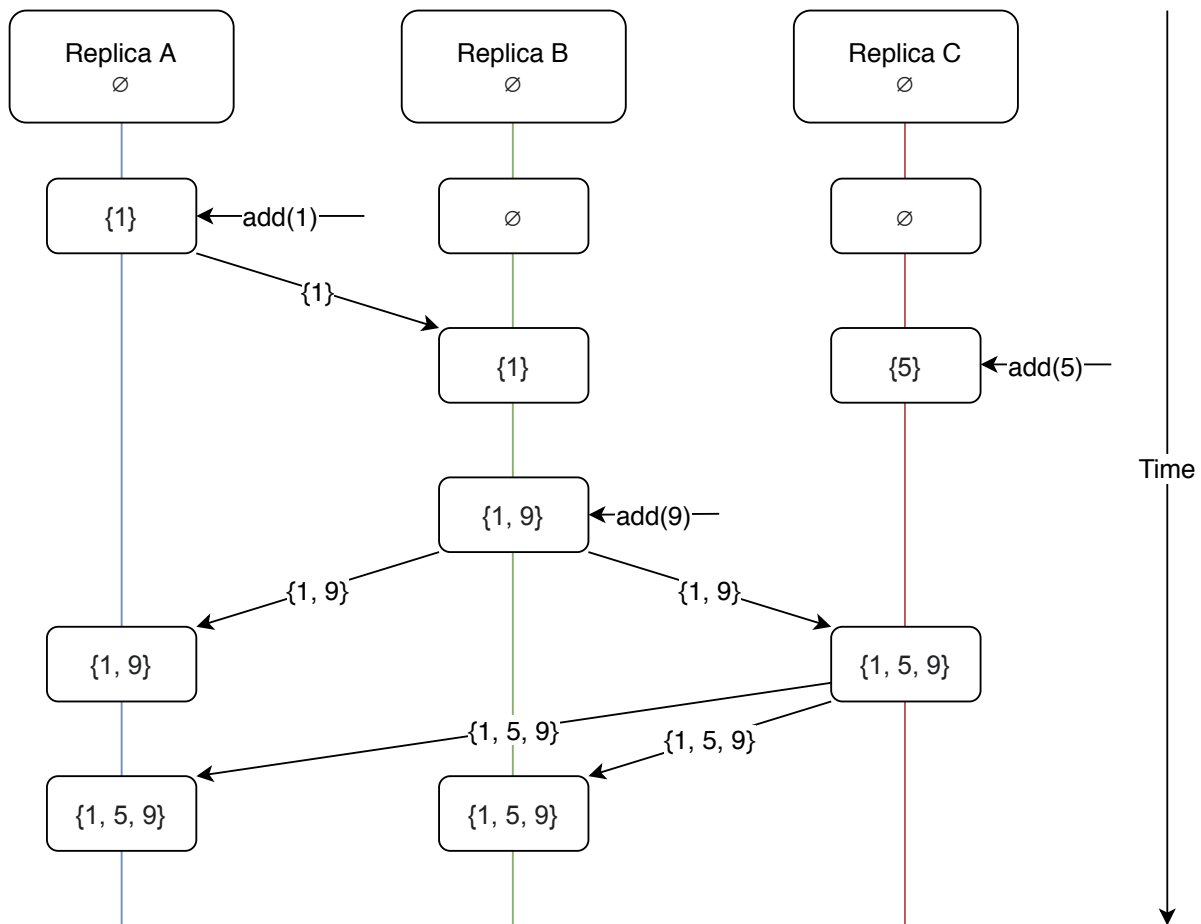 Replica A
∅
Replica B
∅
Replica C
∅
{1}
add(1)
∅
∅
{1}
{1}
{5}
add(5)
Time
{1, 9}
add(9)
{1, 9}
{1, 9}
{1, 9}
{1, 5, 9}
{1, 5, 9}
{1, 5, 9}
{1, 5, 9}
{1, 5, 9}